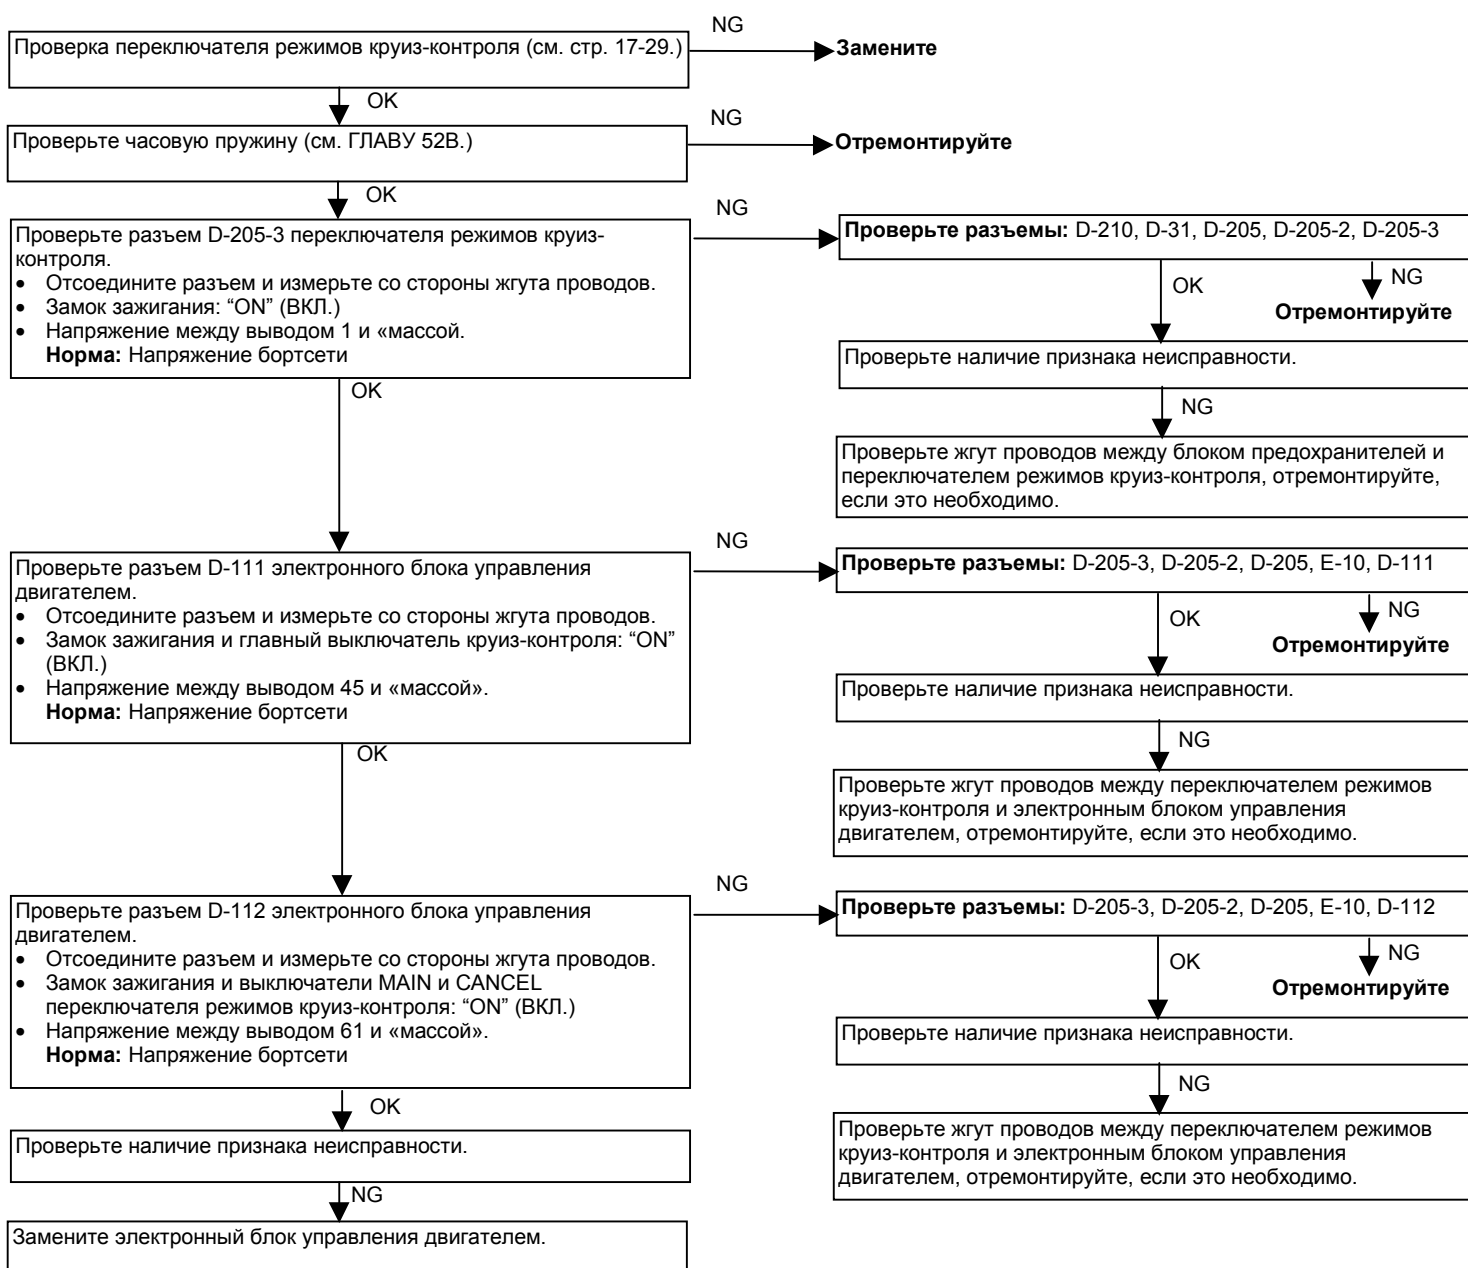 NG
Проверка переключателя режимов круиз-контроля (см. стр. 17-29.)
Замените
OK
NG
Проверьте часовую пружину (см. ГЛАВУ 52В.)
Отремонтируйте
OK
NG
Проверьте разъем D-205-3 переключателя режимов круиз-
контроля.
• Отсоедините разъем и измерьте со стороны жгута проводов.
• Замок зажигания: “ON” (ВКЛ.)
• Напряжение между выводом 1 и «массой.
Норма: Напряжение бортсети
Проверьте разъемы: D-210, D-31, D-205, D-205-2, D-205-3
OK
NG
Отремонтируйте
Проверьте наличие признака неисправности.
NG
Проверьте жгут проводов между блоком предохранителей и
переключателем режимов круиз-контроля, отремонтируйте,
если это необходимо.
OK
NG
Проверьте разъем D-111 электронного блока управления
двигателем.
• Отсоедините разъем и измерьте со стороны жгута проводов.
• Замок зажигания и главный выключатель круиз-контроля: “ON”
(ВКЛ.)
• Напряжение между выводом 45 и «массой».
Норма: Напряжение бортсети
Проверьте разъемы: D-205-3, D-205-2, D-205, E-10, D-111
OK
NG
Отремонтируйте
Проверьте наличие признака неисправности.
NG
Проверьте жгут проводов между переключателем режимов
круиз-контроля и электронным блоком управления
двигателем, отремонтируйте, если это необходимо.
OK
NG
Проверьте разъем D-112 электронного блока управления
двигателем.
• Отсоедините разъем и измерьте со стороны жгута проводов.
• Замок зажигания и выключатели MAIN и CANCEL
переключателя режимов круиз-контроля: “ON” (ВКЛ.)
• Напряжение между выводом 61 и «массой».
Норма: Напряжение бортсети
Проверьте разъемы: D-205-3, D-205-2, D-205, E-10, D-112
OK
NG
Отремонтируйте
Проверьте наличие признака неисправности.
NG
Проверьте жгут проводов между переключателем режимов
круиз-контроля и электронным блоком управления
двигателем, отремонтируйте, если это необходимо.
OK
Проверьте наличие признака неисправности.
NG
Замените электронный блок управления двигателем.